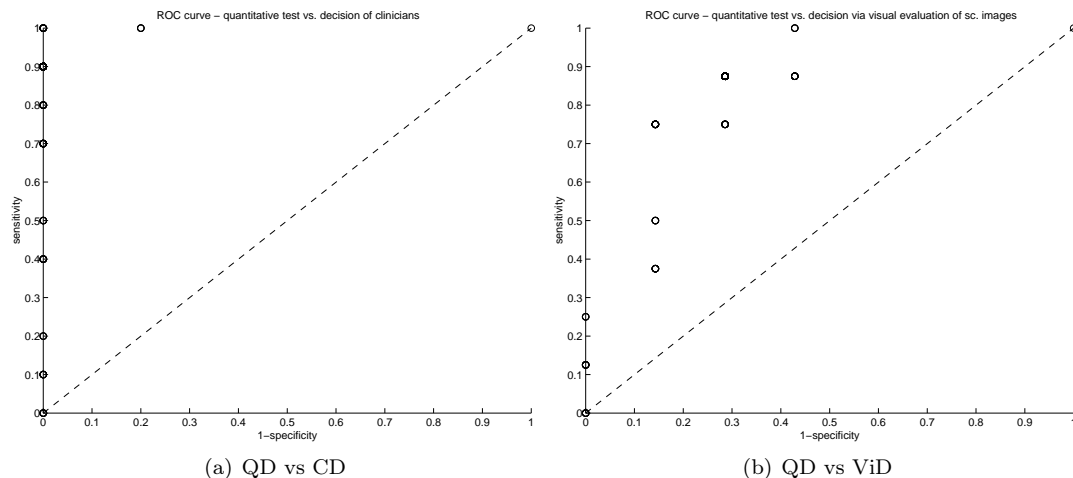 ROC curve – quantitative test vs. decision of clinicians
1
0.9
0.8
0.7
0.6
0.5
0.4
0.3
0.2
0.1
0
sensitivity
0 0.1 0.2 0.3 0.4 0.5 0.6 0.7 0.8 0.9 1
1−specificity
(a) QD vs CD
ROC curve – quantitative test vs. decision via visual evaluation of sc. images
1
0.9
0.8
0.7
0.6
0.5
0.4
0.3
0.2
0.1
0
sensitivity
0 0.1 0.2 0.3 0.4 0.5 0.6 0.7 0.8 0.9 1
1−specificity
(b) QD vs ViD